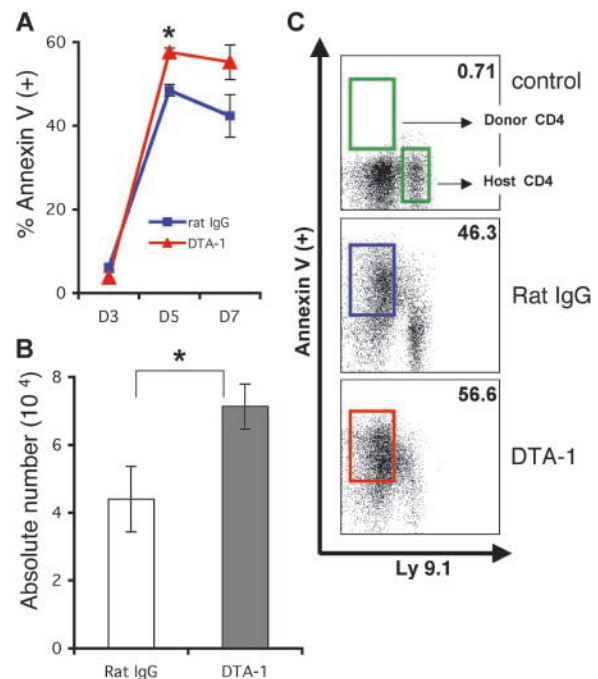 A
*
60
40
20
0
% Annexin V (+)
rat IgG
DTA-1
D3 D5 D7
B
*
8
6
4
2
0
Absolute number (10 4)
Rat IgG DTA-1
C
0.71
control
Donor CD4
Host CD4
46.3
Rat IgG
56.6
DTA-1
Annexin V (+)
Ly 9.1